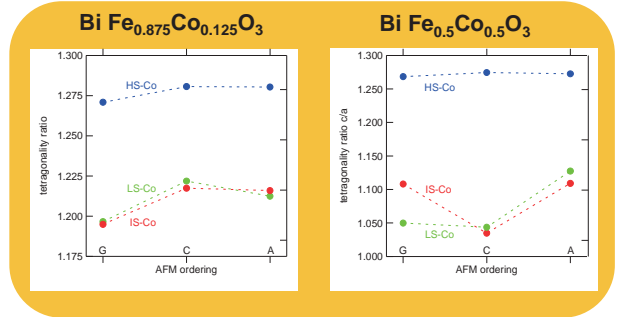 Bi Fe0.875Co0.125O3
1.300
1.275
1.250
1.225
1.200
1.175
tetragonality ratio
HS-Co
LS-Co
IS-Co
G
C
A
AFM ordering
Bi Fe0.5Co0.5O3
1.300
1.250
1.200
1.150
1.100
1.050
1.000
tetragonality ratio c/a
HS-Co
IS-Co
LS-Co
G
C
A
AFM ordering